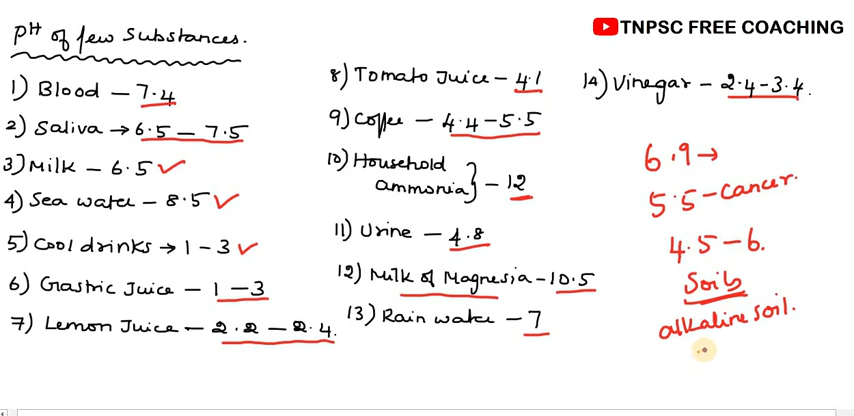 TNPSC FREE COACHING
pH of few Substances.
1) Blood – 7.4
2) Saliva → 6.5 – 7.5
3) Milk – 6.5 ✓
4) Sea water – 8.5 ✓
5) Cool drinks → 1 – 3 ✓
6) Gastric Juice – 1 – 3
7) Lemon Juice – 2.2 – 2.4.
8) Tomato Juice – 4.1
9) Coffee – 4.4 – 5.5
10) Household
ammonia } – 12
11) Urine – 4.8
12) Milk of Magnesia – 10.5
13) Rain water – 7
14) Vinegar – 2.4 – 3.4.
6.9 →
5.5 – cancer.
4.5 – 6.
Soils
alkaline soil.